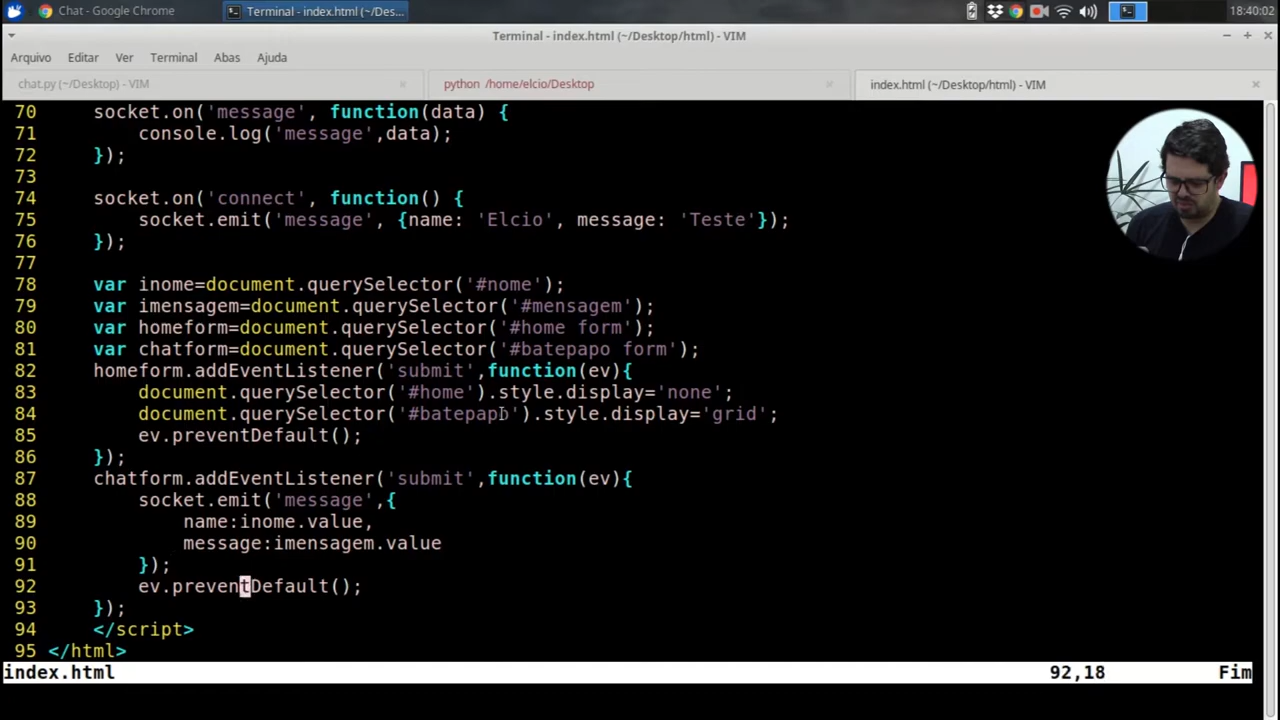 Chat - Google Chrome
Terminal - index.html (~/Des...
18:40:02
Terminal - index.html (~/Desktop/html) - VIM
Arquivo Editar Ver Terminal Abas Ajuda
chat.py (~/Desktop) - VIM
python /home/elcio/Desktop
index.html (~/Desktop/html) - VIM
70     socket.on('message', function(data) {
71         console.log('message',data);
72     });
73
74     socket.on('connect', function() {
75         socket.emit('message', {name: 'Elcio', message: 'Teste'});
76     });
77
78     var inome=document.querySelector('#nome');
79     var imensagem=document.querySelector('#mensagem');
80     var homeform=document.querySelector('#home form');
81     var chatform=document.querySelector('#batepapo form');
82     homeform.addEventListener('submit',function(ev){
83         document.querySelector('#home').style.display='none';
84         document.querySelector('#batepapo').style.display='grid';
85         ev.preventDefault();
86     });
87     chatform.addEventListener('submit',function(ev){
88         socket.emit('message',{
89             name:inome.value,
90             message:imensagem.value
91         });
92         ev.preventDefault();
93     });
94     </script>
95 </html>
index.html 92,18 Fim